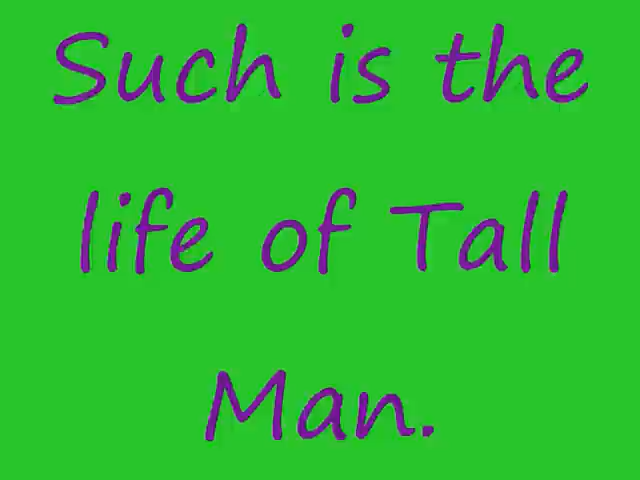 Such is the
life of Tall
Man.